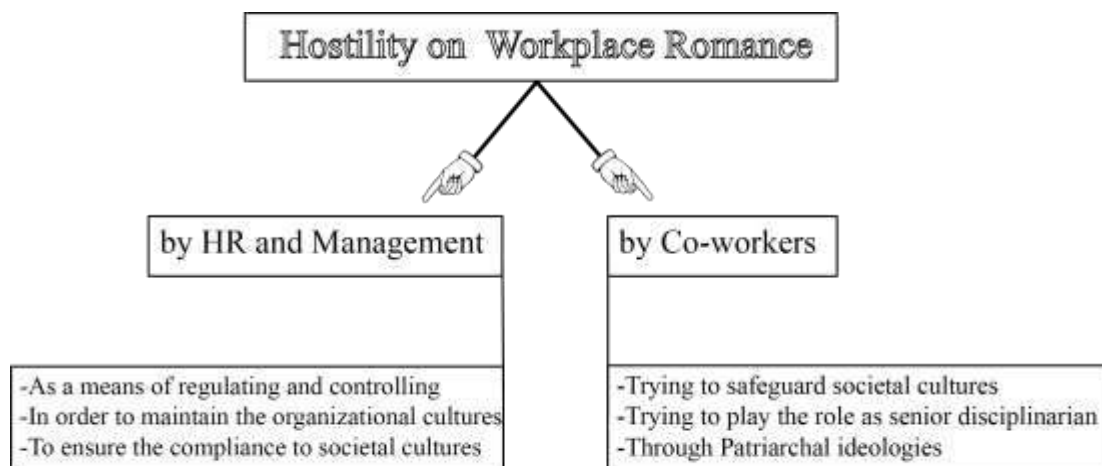 Hostility on Workplace Romance
by HR and Management
by Co-workers
-As a means of regulating and controlling
-In order to maintain the organizational cultures
-To ensure the compliance to societal cultures
-Trying to safeguard societal cultures
-Trying to play the role as senior disciplinarian
-Through Patriarchal ideologies